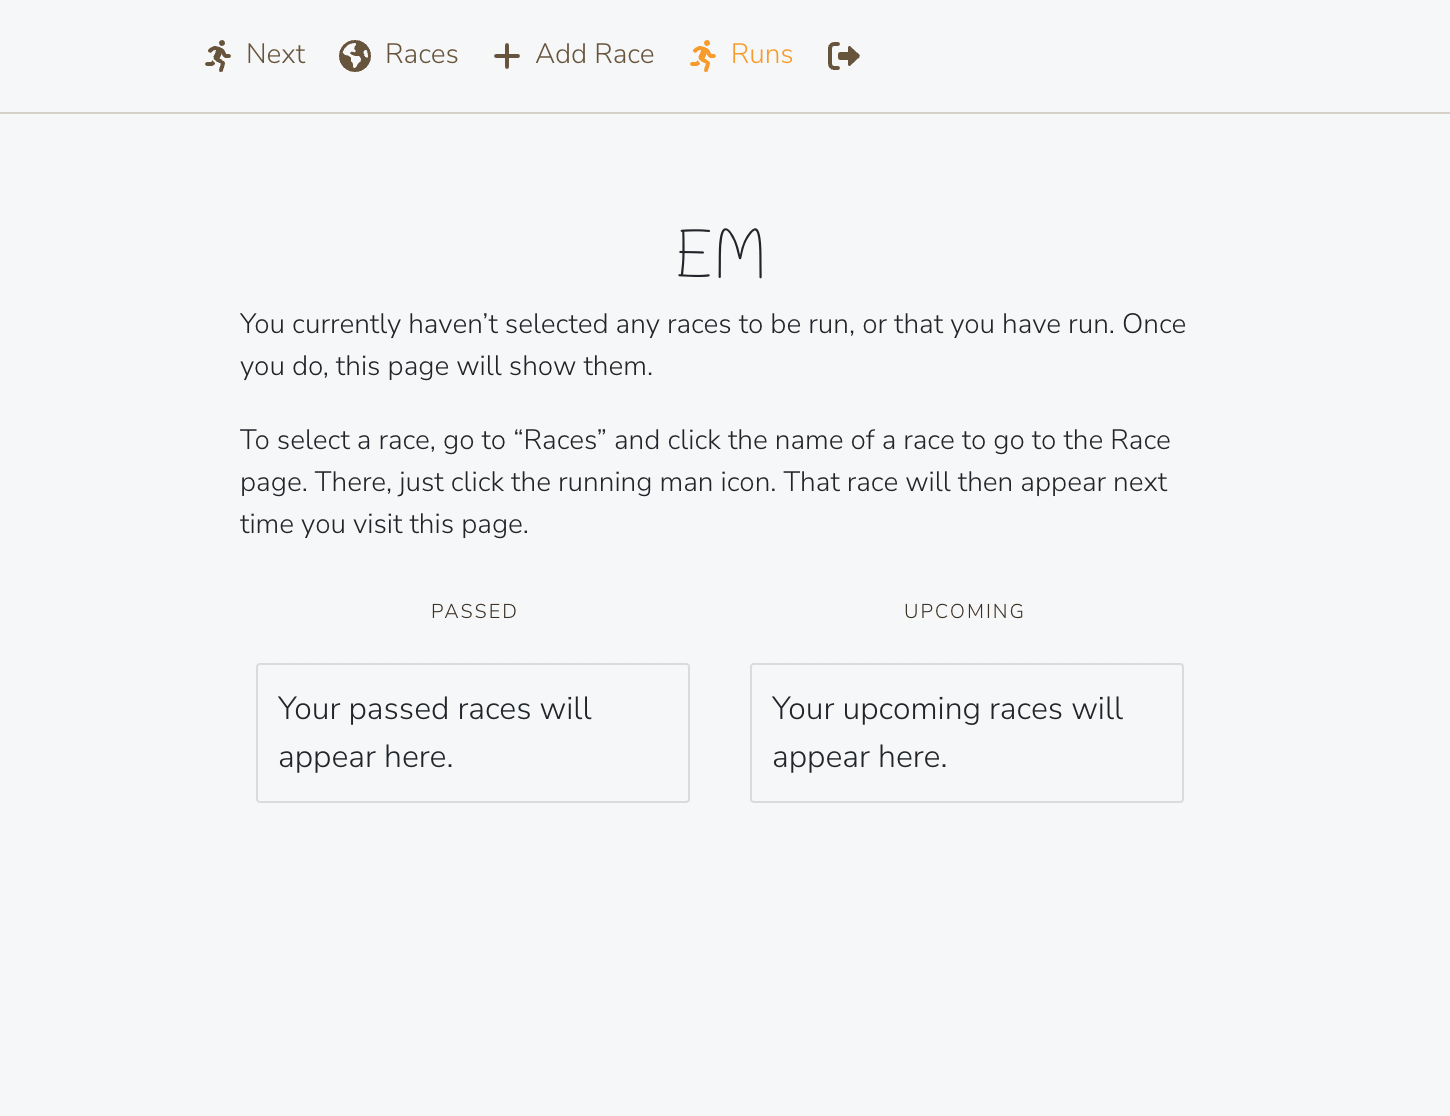 Next Races Add Race Runs
EM
You currently haven’t selected any races to be run, or that you have run. Once
you do, this page will show them.
To select a race, go to “Races” and click the name of a race to go to the Race
page. There, just click the running man icon. That race will then appear next
time you visit this page.
PASSED
Your passed races will
appear here.
UPCOMING
Your upcoming races will
appear here.